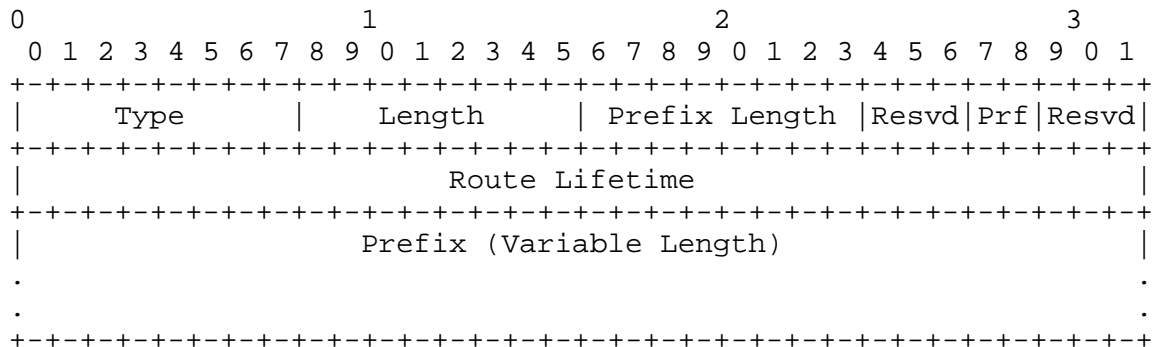 0                   1                   2                   3
 0 1 2 3 4 5 6 7 8 9 0 1 2 3 4 5 6 7 8 9 0 1 2 3 4 5 6 7 8 9 0 1
+-+-+-+-+-+-+-+-+-+-+-+-+-+-+-+-+-+-+-+-+-+-+-+-+-+-+-+-+-+-+-+-+
|     Type      |    Length     | Prefix Length |Resvd|Prf|Resvd|
+-+-+-+-+-+-+-+-+-+-+-+-+-+-+-+-+-+-+-+-+-+-+-+-+-+-+-+-+-+-+-+-+
|                        Route Lifetime                         |
+-+-+-+-+-+-+-+-+-+-+-+-+-+-+-+-+-+-+-+-+-+-+-+-+-+-+-+-+-+-+-+-+
|                   Prefix (Variable Length)                    |
.                                                               .
.                                                               .
+-+-+-+-+-+-+-+-+-+-+-+-+-+-+-+-+-+-+-+-+-+-+-+-+-+-+-+-+-+-+-+-+